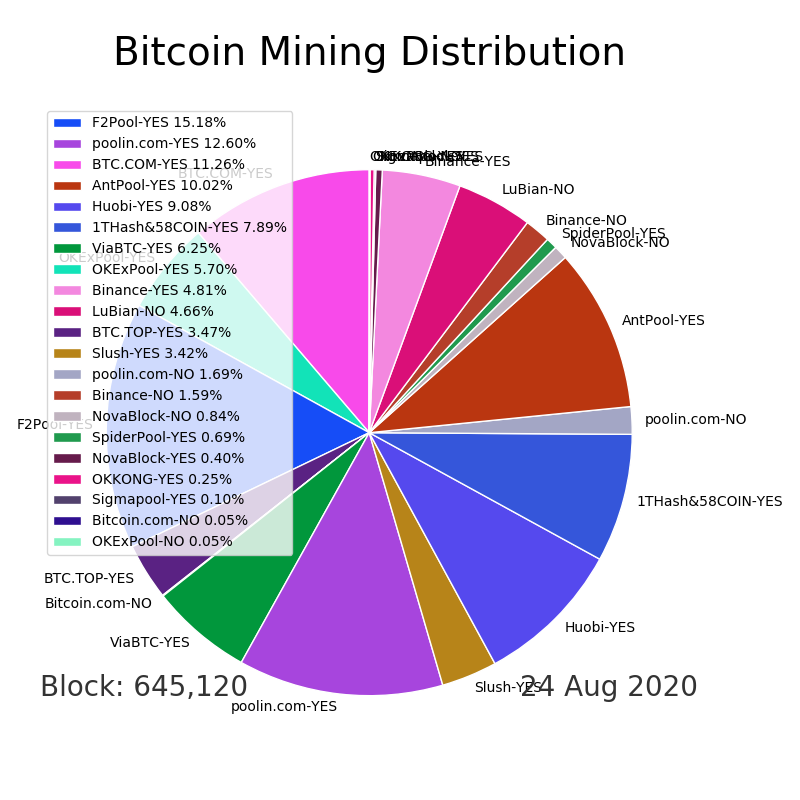 Bitcoin Mining Distribution
F2Pool-YES 15.18%
poolin.com-YES 12.60%
BTC.COM-YES 11.26%
AntPool-YES 10.02%
Huobi-YES 9.08%
1THash&58COIN-YES 7.89%
ViaBTC-YES 6.25%
OKExPool-YES 5.70%
Binance-YES 4.81%
LuBian-NO 4.66%
BTC.TOP-YES 3.47%
Slush-YES 3.42%
poolin.com-NO 1.69%
Binance-NO 1.59%
NovaBlock-NO 0.84%
SpiderPool-YES 0.69%
NovaBlock-YES 0.40%
OKKONG-YES 0.25%
Sigmapool-YES 0.10%
Bitcoin.com-NO 0.05%
OKExPool-NO 0.05%
Binance-YES
LuBian-NO
Binance-NO
SpiderPool-YES
NovaBlock-NO
AntPool-YES
poolin.com-NO
1THash&58COIN-YES
Huobi-YES
Slush-YES
poolin.com-YES
ViaBTC-YES
Bitcoin.com-NO
BTC.TOP-YES
F2Pool-YES
OKExPool-YES
BTC.COM-YES
Block: 645,120
24 Aug 2020